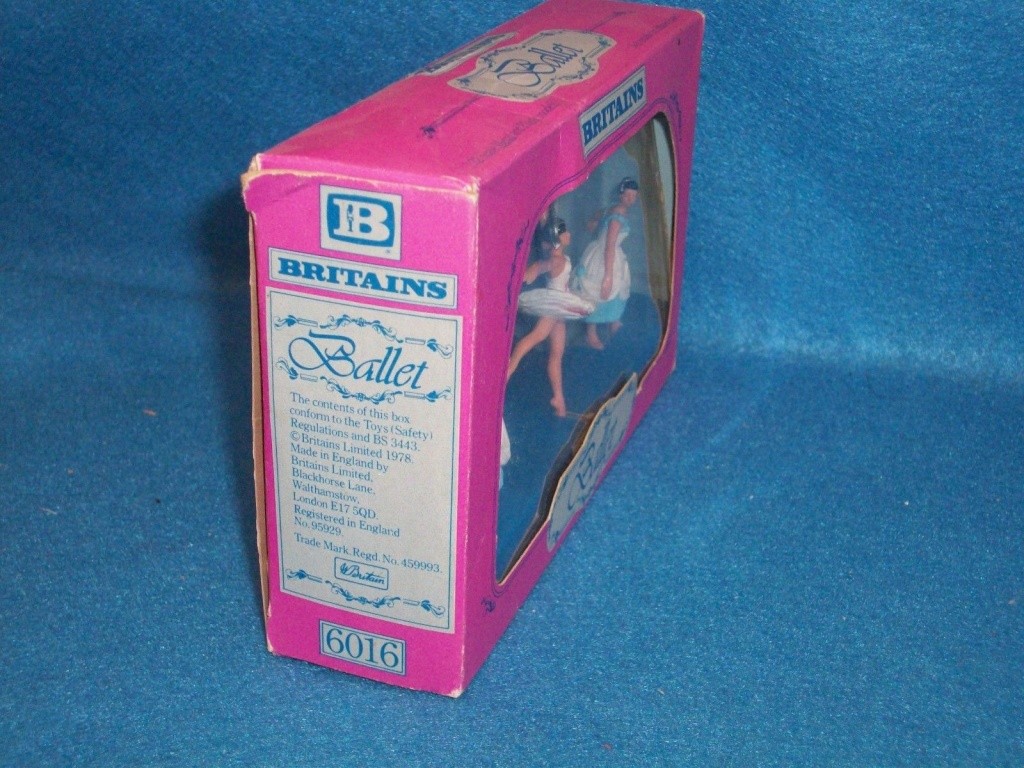 Ballet
BRITAINS
B
BRITAINS
Ballet
The contents of this box
conform to the Toys (Safety)
Regulations and BS 3443.
©Britains Limited 1978.
Made in England by
Britains Limited,
Blackhorse Lane,
Walthamstow,
London E17 5QD.
Registered in England
No. 95929.
Trade Mark. Regd. No. 459993.
W Britain
6016
Ballet